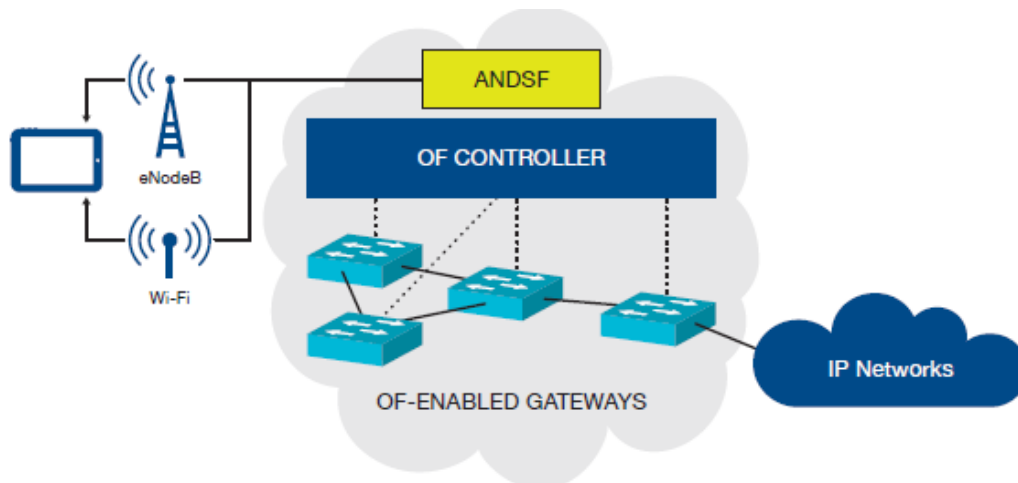 ANDSF
OF CONTROLLER
eNodeB
Wi-Fi
IP Networks
OF-ENABLED GATEWAYS